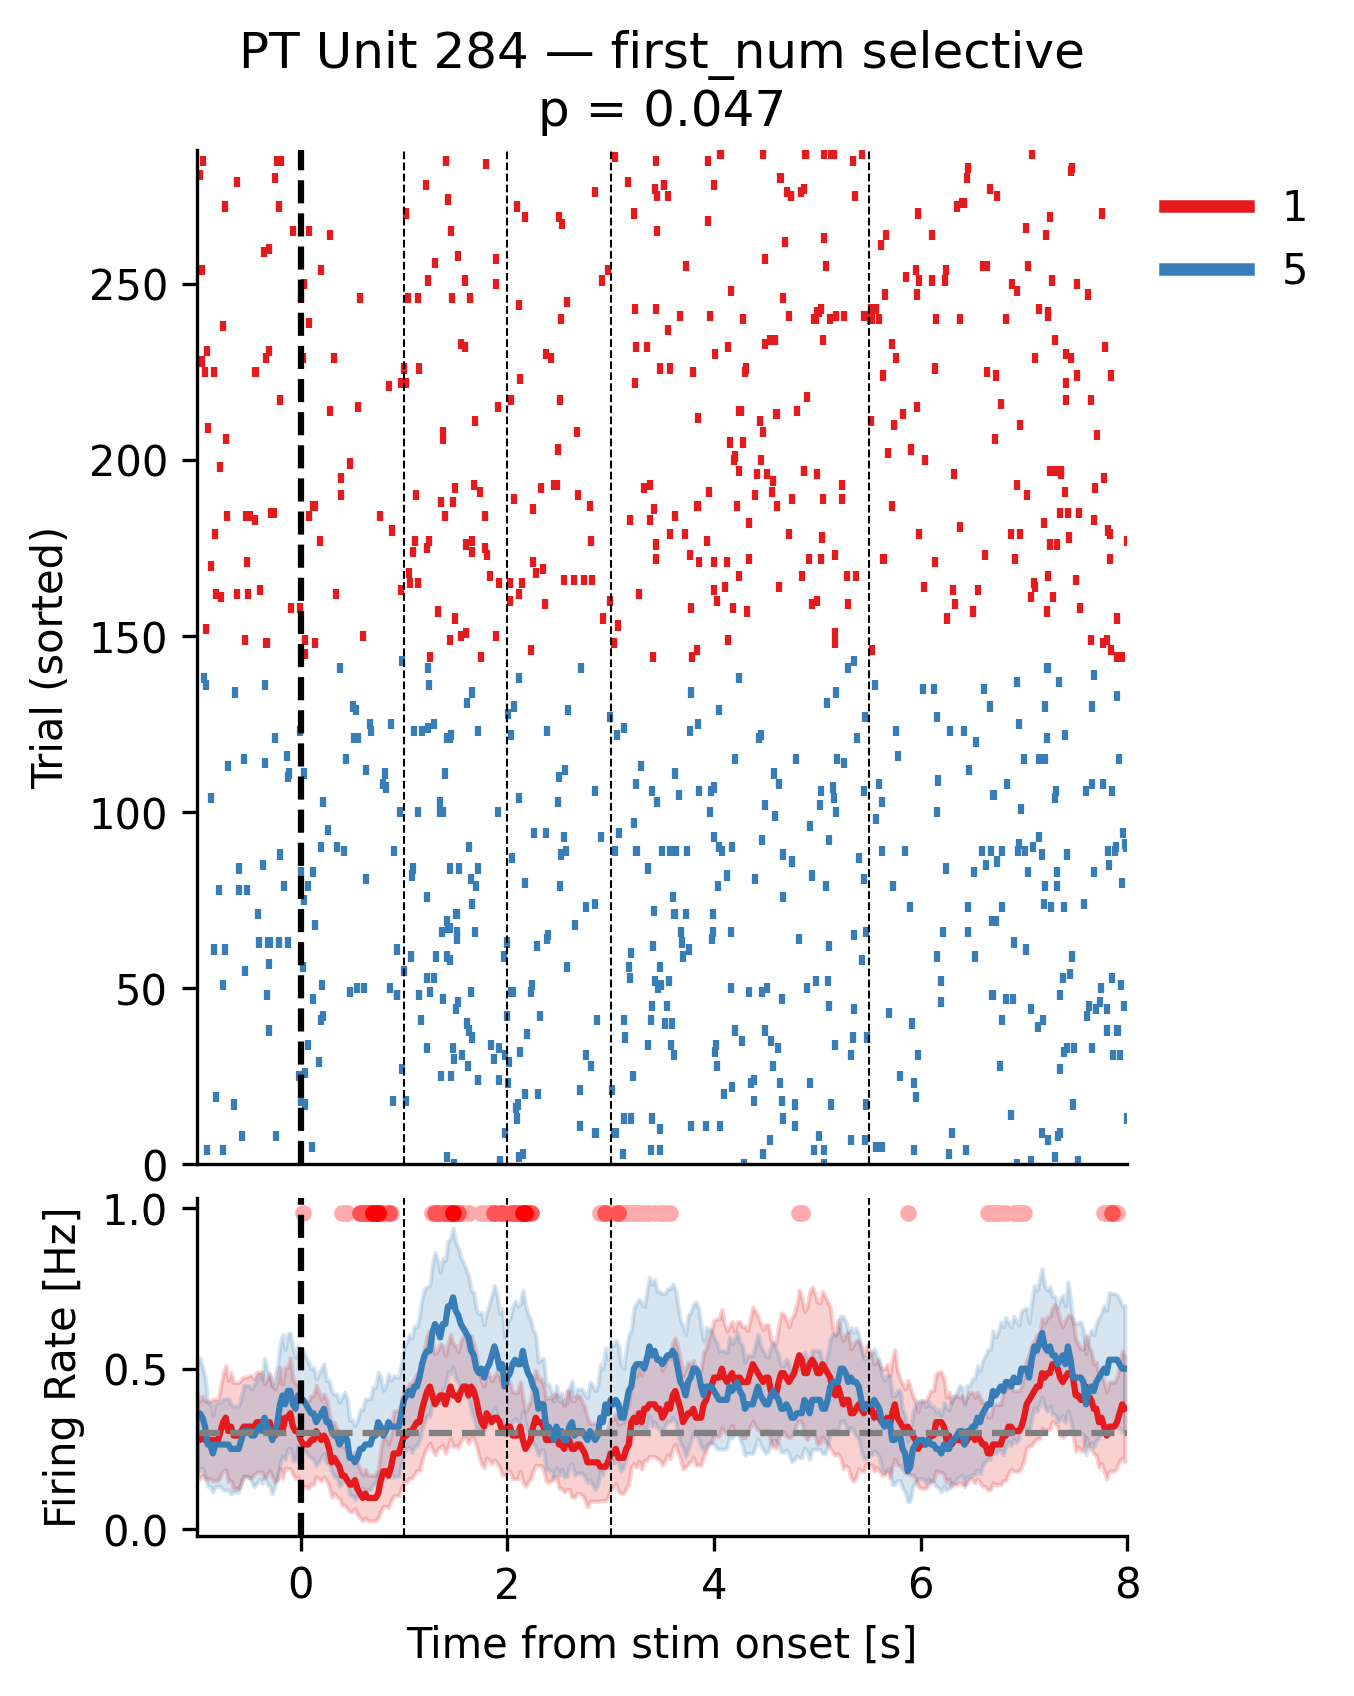 PT Unit 284 — first_num selective
p = 0.047
1
5
250
200
150
100
50
0
Trial (sorted)
1.0
0.5
0.0
Firing Rate [Hz]
0 2 4 6 8
Time from stim onset [s]